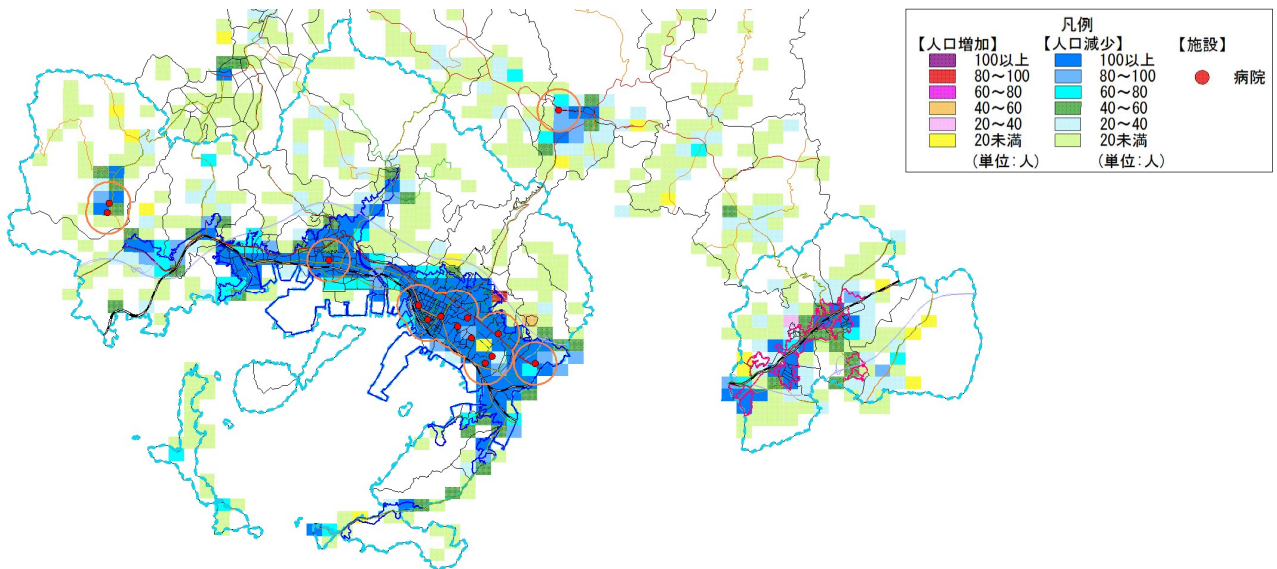 凡例
【人口増加】 【人口減少】 【施設】
100以上 100以上 病院
80~100 80~100
60~80 60~80
40~60 40~60
20~40 20~40
20未満 20未満
(単位:人) (単位:人)